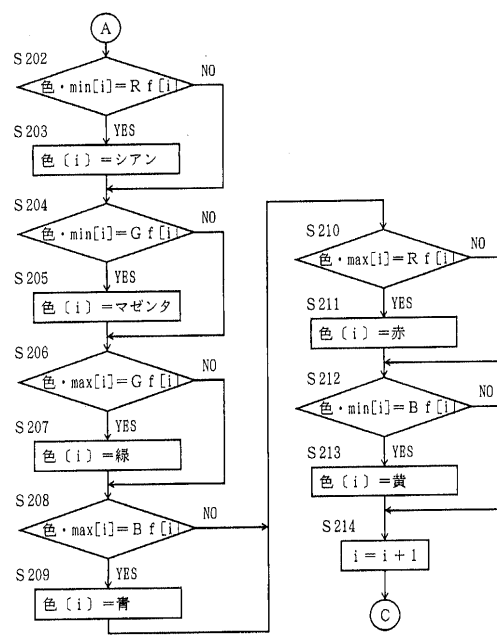 A
S202
色・min[i]=Rf[i]
NO
YES
S203
色〔i〕=シアン
S204
色・min[i]=Gf[i]
NO
YES
S205
色〔i〕=マゼンタ
S206
色・max[i]=Gf[i]
NO
YES
S207
色〔i〕=緑
S208
色・max[i]=Bf[i]
NO
YES
S209
色〔i〕=青
S210
色・max[i]=Rf[i]
NO
YES
S211
色〔i〕=赤
S212
色・min[i]=Bf[i]
NO
YES
S213
色〔i〕=黄
S214
i=i+1
C